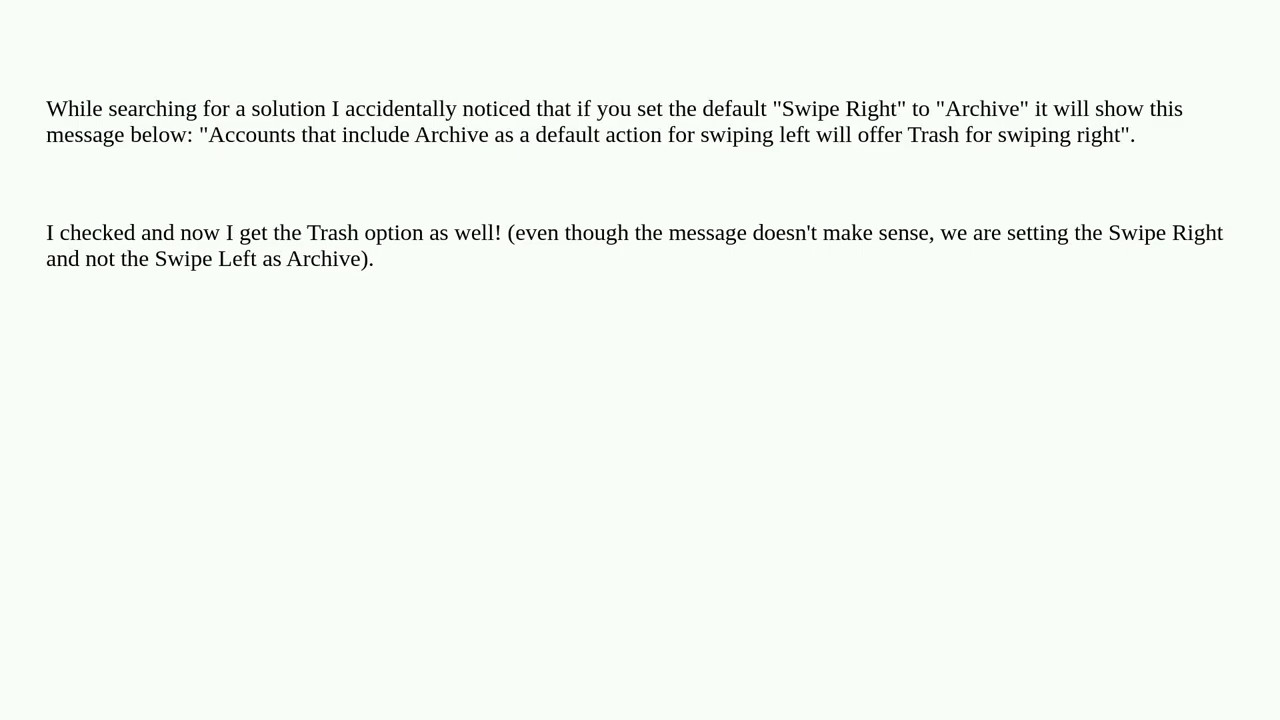 While searching for a solution I accidentally noticed that if you set the default "Swipe Right" to "Archive" it will show this
message below: "Accounts that include Archive as a default action for swiping left will offer Trash for swiping right".
I checked and now I get the Trash option as well! (even though the message doesn't make sense, we are setting the Swipe Right
and not the Swipe Left as Archive).